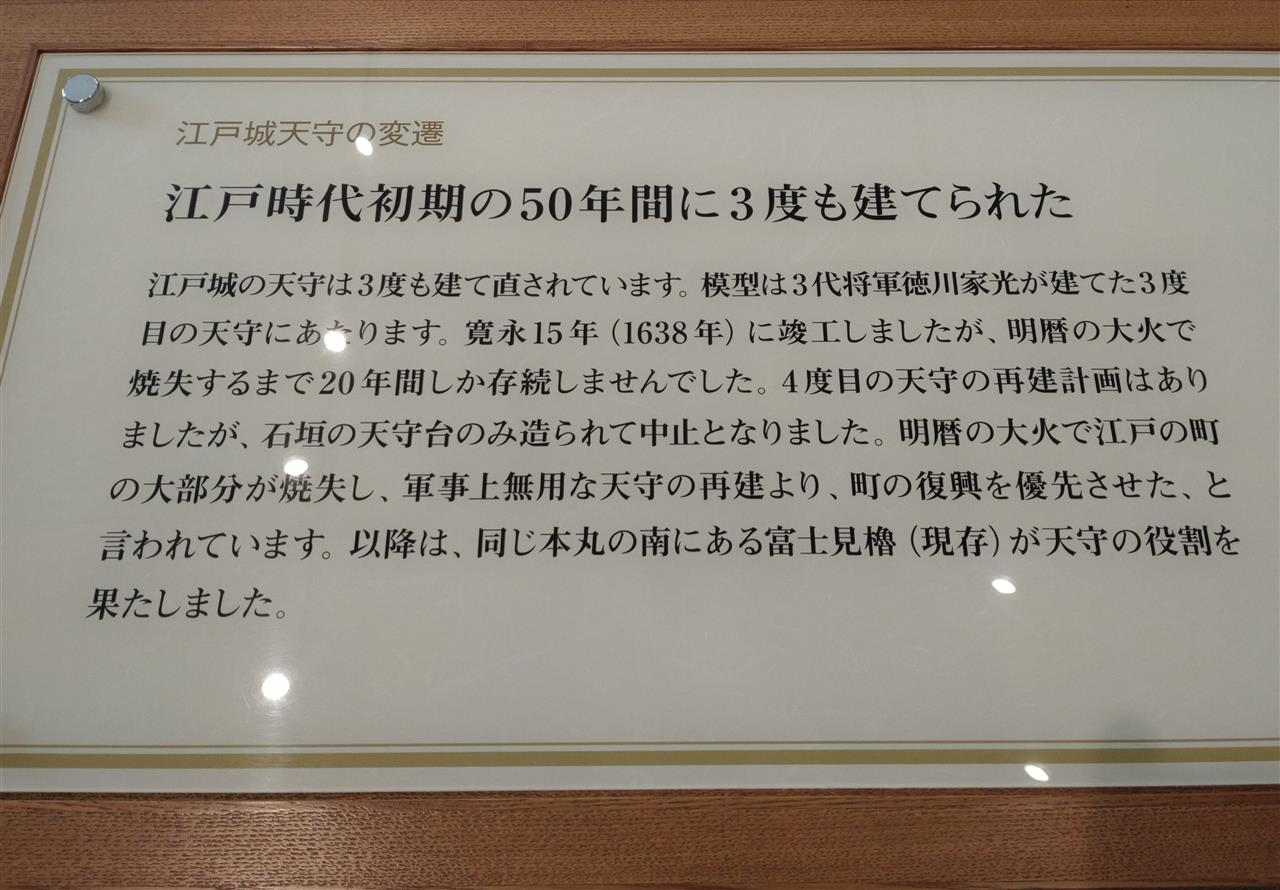 江戸城天守の変遷
江戸時代初期の50年間に3度も建てられた
江戸城の天守は3度も建て直されています。模型は3代将軍徳川家光が建てた3度
目の天守にあたります。寛永15年（1638年）に竣工しましたが、明暦の大火で
焼失するまで20年間しか存続しませんでした。4度目の天守の再建計画はあり
ましたが、石垣の天守台のみ造られて中止となりました。明暦の大火で江戸の町
の大部分が焼失し、軍事上無用な天守の再建より、町の復興を優先させた、と
言われています。以降は、同じ本丸の南にある富士見櫓（現存）が天守の役割を
果たしました。